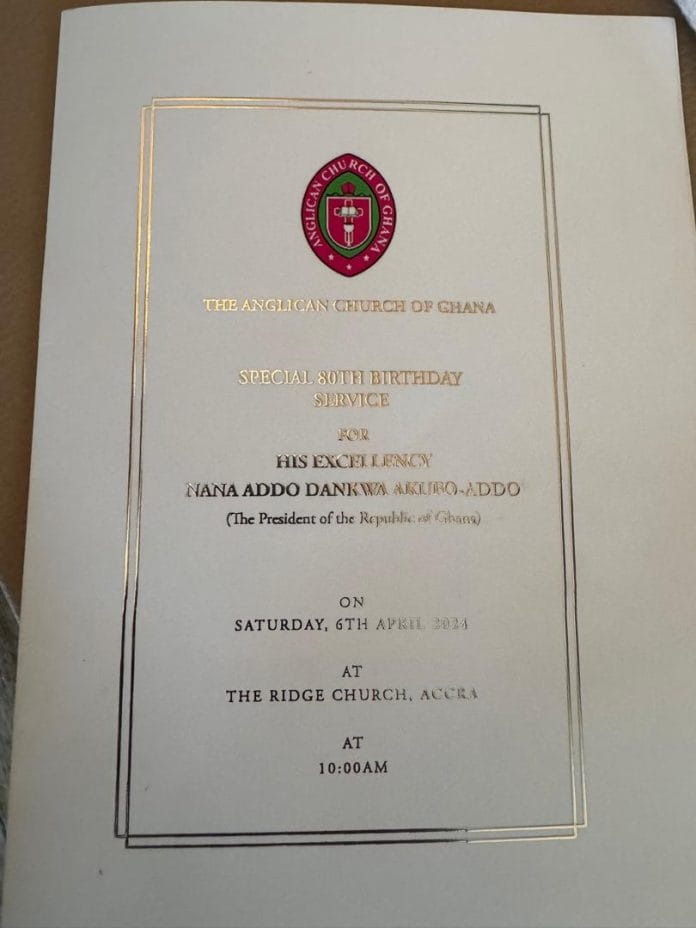 ANGLICAN CHURCH OF GHANA
THE ANGLICAN CHURCH OF GHANA
SPECIAL 80TH BIRTHDAY
SERVICE
FOR
HIS EXCELLENCY
NANA ADDO DANKWA AKUFO-ADDO
(The President of the Republic of Ghana)
ON
SATURDAY, 6TH APRIL 2024
AT
THE RIDGE CHURCH, ACCRA
AT
10:00AM